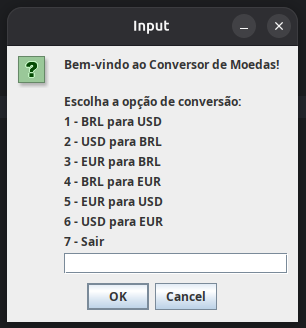 Input
Bem-vindo ao Conversor de Moedas!
Escolha a opção de conversão:
1 - BRL para USD
2 - USD para BRL
3 - EUR para BRL
4 - BRL para EUR
5 - EUR para USD
6 - USD para EUR
7 - Sair
OK Cancel